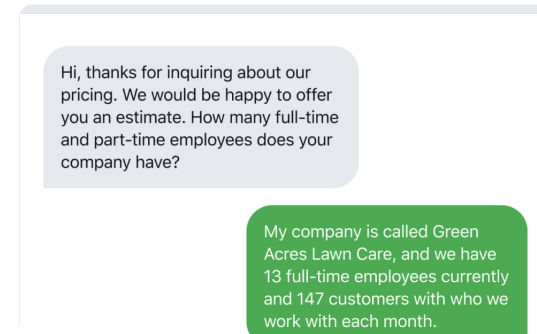 Hi, thanks for inquiring about our
pricing. We would be happy to offer
you an estimate. How many full-time
and part-time employees does your
company have?
My company is called Green
Acres Lawn Care, and we have
13 full-time employees currently
and 147 customers with who we
work with each month.